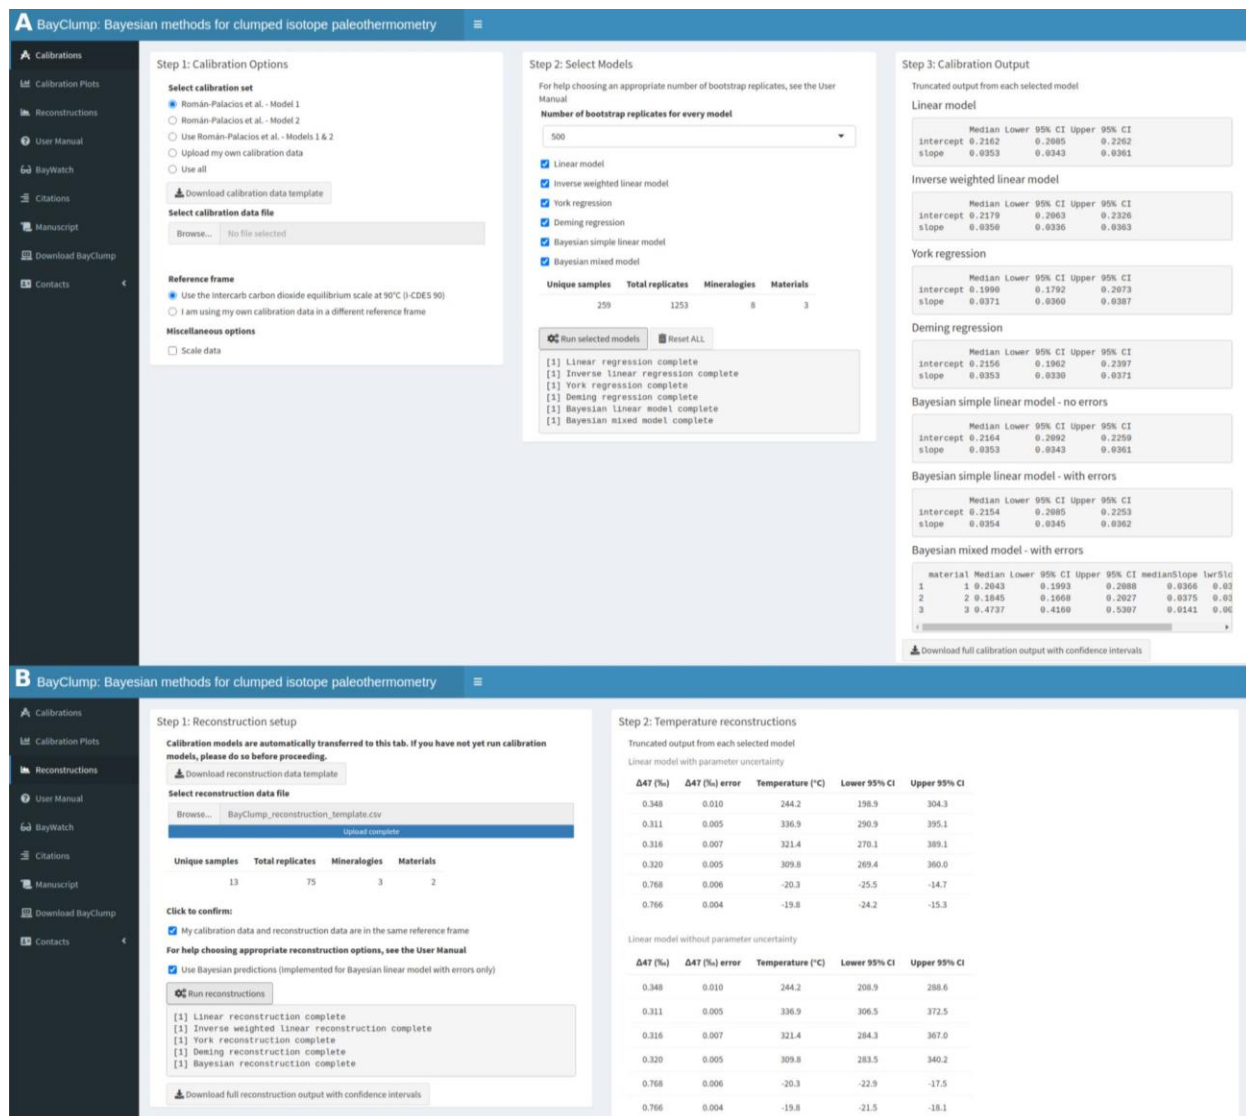 A BayClump: Bayesian methods for clumped isotope paleothermometry
Calibrations
Calibration Plots
Reconstructions
User Manual
BayWatch
Citations
Manuscript
Download BayClump
Contacts
Step 1: Calibration Options
Select calibration set
Román-Palacios et al. - Model 1
Román-Palacios et al. - Model 2
Use Román-Palacios et al. - Models 1 & 2
Upload my own calibration data
Use all
Download calibration data template
Select calibration data file
Browse... No file selected
Reference frame
Use the Intercarb carbon dioxide equilibrium scale at 90°C (I-CDES 90)
I am using my own calibration data in a different reference frame
Miscellaneous options
Scale data
Step 2: Select Models
For help choosing an appropriate number of bootstrap replicates, see the User
Manual
Number of bootstrap replicates for every model
500
Linear model
Inverse weighted linear model
York regression
Deming regression
Bayesian simple linear model
Bayesian mixed model
Unique samples Total replicates Mineralogies Materials
259 1253 8 3
Run selected models Reset ALL
[1] Linear regression complete
[1] Inverse linear regression complete
[1] York regression complete
[1] Deming regression complete
[1] Bayesian linear model complete
[1] Bayesian mixed model complete
Step 3: Calibration Output
Truncated output from each selected model
Linear model
Median Lower 95% CI Upper 95% CI
intercept 0.2162 0.2085 0.2262
slope 0.0353 0.0343 0.0361
Inverse weighted linear model
Median Lower 95% CI Upper 95% CI
intercept 0.2179 0.2063 0.2326
slope 0.0350 0.0336 0.0363
York regression
Median Lower 95% CI Upper 95% CI
intercept 0.1990 0.1792 0.2073
slope 0.0371 0.0360 0.0387
Deming regression
Median Lower 95% CI Upper 95% CI
intercept 0.2156 0.1962 0.2397
slope 0.0353 0.0330 0.0371
Bayesian simple linear model - no errors
Median Lower 95% CI Upper 95% CI
intercept 0.2164 0.2092 0.2259
slope 0.0353 0.0343 0.0361
Bayesian simple linear model - with errors
Median Lower 95% CI Upper 95% CI
intercept 0.2154 0.2085 0.2253
slope 0.0354 0.0345 0.0362
Bayesian mixed model - with errors
material Median Lower 95% CI Upper 95% CI medianSlope lwrSlo
1 1 0.2043 0.1993 0.2088 0.0366 0.03
2 2 0.1845 0.1668 0.2027 0.0375 0.03
3 3 0.4737 0.4160 0.5307 0.0141 0.00
Download full calibration output with confidence intervals
B BayClump: Bayesian methods for clumped isotope paleothermometry
Calibrations
Calibration Plots
Reconstructions
User Manual
BayWatch
Citations
Manuscript
Download BayClump
Contacts
Step 1: Reconstruction setup
Calibration models are automatically transferred to this tab. If you have not yet run calibration
models, please do so before proceeding.
Download reconstruction data template
Select reconstruction data file
Browse... BayClump_reconstruction_template.csv
Upload complete
Unique samples Total replicates Mineralogies Materials
13 75 3 2
Click to confirm:
My calibration data and reconstruction data are in the same reference frame
For help choosing appropriate reconstruction options, see the User Manual
Use Bayesian predictions (Implemented for Bayesian linear model with errors only)
Run reconstructions
[1] Linear reconstruction complete
[1] Inverse weighted linear reconstruction complete
[1] York reconstruction complete
[1] Deming reconstruction complete
[1] Bayesian reconstruction complete
Download full reconstruction output with confidence intervals
Step 2: Temperature reconstructions
Truncated output from each selected model
Linear model with parameter uncertainty
Δ47 (‰) Δ47 (‰) error Temperature (°C) Lower 95% CI Upper 95% CI
0.348 0.010 244.2 198.9 304.3
0.311 0.005 336.9 290.9 395.1
0.316 0.007 321.4 270.1 389.1
0.320 0.005 309.8 269.4 360.0
0.768 0.006 -20.3 -25.5 -14.7
0.766 0.004 -19.8 -24.2 -15.3
Linear model without parameter uncertainty
Δ47 (‰) Δ47 (‰) error Temperature (°C) Lower 95% CI Upper 95% CI
0.348 0.010 244.2 208.9 288.6
0.311 0.005 336.9 306.5 372.5
0.316 0.007 321.4 284.3 367.0
0.320 0.005 309.8 283.5 340.2
0.768 0.006 -20.3 -22.9 -17.5
0.766 0.004 -19.8 -21.5 -18.1